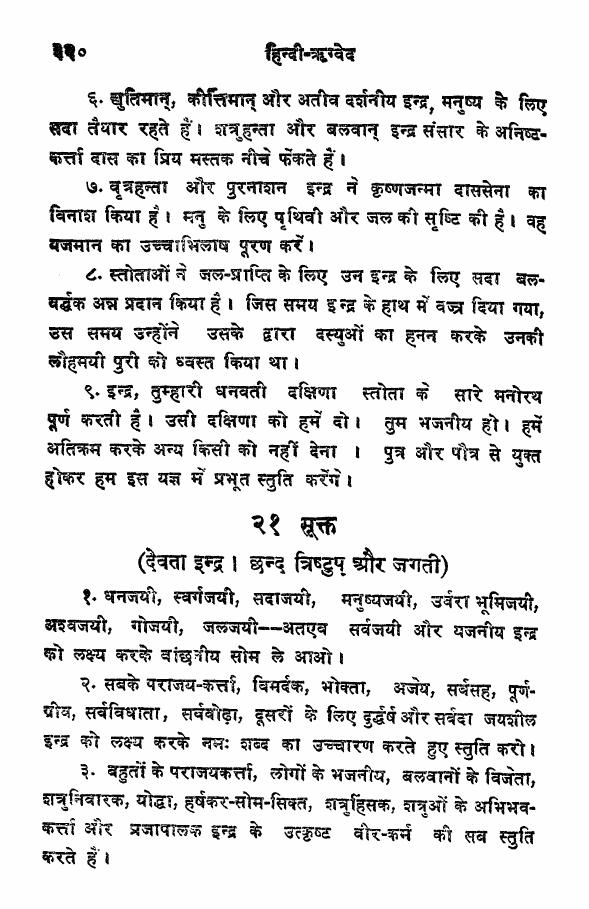 ३२० हिन्दी-ऋग्वेद
६. द्युतिमान्, कीर्त्तिमान् और अतीव दर्शनीय इन्द्र, मनुष्य के लिए
सदा तैयार रहते हैं। शत्रुहन्ता और बलवान् इन्द्र संसार के अनिष्ट-
कर्त्ता दास का प्रिय मस्तक नीचे फेंकते हैं।
७. वृत्रहन्ता और पुरनाशन इन्द्र ने कृष्णजन्मा दाससेना का
विनाश किया है। मनु के लिए पृथिवी और जल की सृष्टि की है। वह
यजमान का उच्चाभिलाष पूरण करें।
८. स्तोताओं ने जल-प्राप्ति के लिए उन इन्द्र के लिए सदा बल-
वर्द्धक अन्न प्रदान किया है। जिस समय इन्द्र के हाथ में वज्र दिया गया,
उस समय उन्होंने उसके द्वारा दस्युओं का हनन करके उनकी
लौहमयी पुरी को ध्वस्त किया था।
९. इन्द्र, तुम्हारी धनवती दक्षिणा स्तोता के सारे मनोरथ
पूर्ण करती है। उसी दक्षिणा को हमें दो। तुम भजनीय हो। हमें
अतिक्रम करके अन्य किसी को नहीं देना । पुत्र और पौत्र से युक्त
होकर हम इस यज्ञ में प्रभूत स्तुति करेंगे।
२१ सूक्त
(देवता इन्द्र। छन्द त्रिष्टुप् और जगती)
१. धनजयी, स्वर्गजयी, सदाजयी, मनुष्यजयी, उर्वरा भूमिजयी,
अश्वजयी, गोजयी, जलजयी--अतएव सर्वजयी और यजनीय इन्द्र
को लक्ष्य करके वांछनीय सोम ले आओ।
२. सबके पराजय-कर्त्ता, विमर्दक, भोक्ता, अजेय, सर्वसह, पूर्ण-
ग्रीव, सर्वविधाता, सर्ववोढ़ा, दूसरों के लिए दुर्द्धर्ष और सर्वदा जयशील
इन्द्र को लक्ष्य करके नमः शब्द का उच्चारण करते हुए स्तुति करो।
३. बहुतों के पराजयकर्त्ता, लोगों के भजनीय, बलवानों के विजेता,
शत्रुनिवारक, योद्धा, हर्षकर-सोम-सिक्त, शत्रुहिंसक, शत्रुओं के अभिभव-
कर्त्ता और प्रजापालक इन्द्र के उत्कृष्ट वीर-कर्म की सब स्तुति
करते हैं।